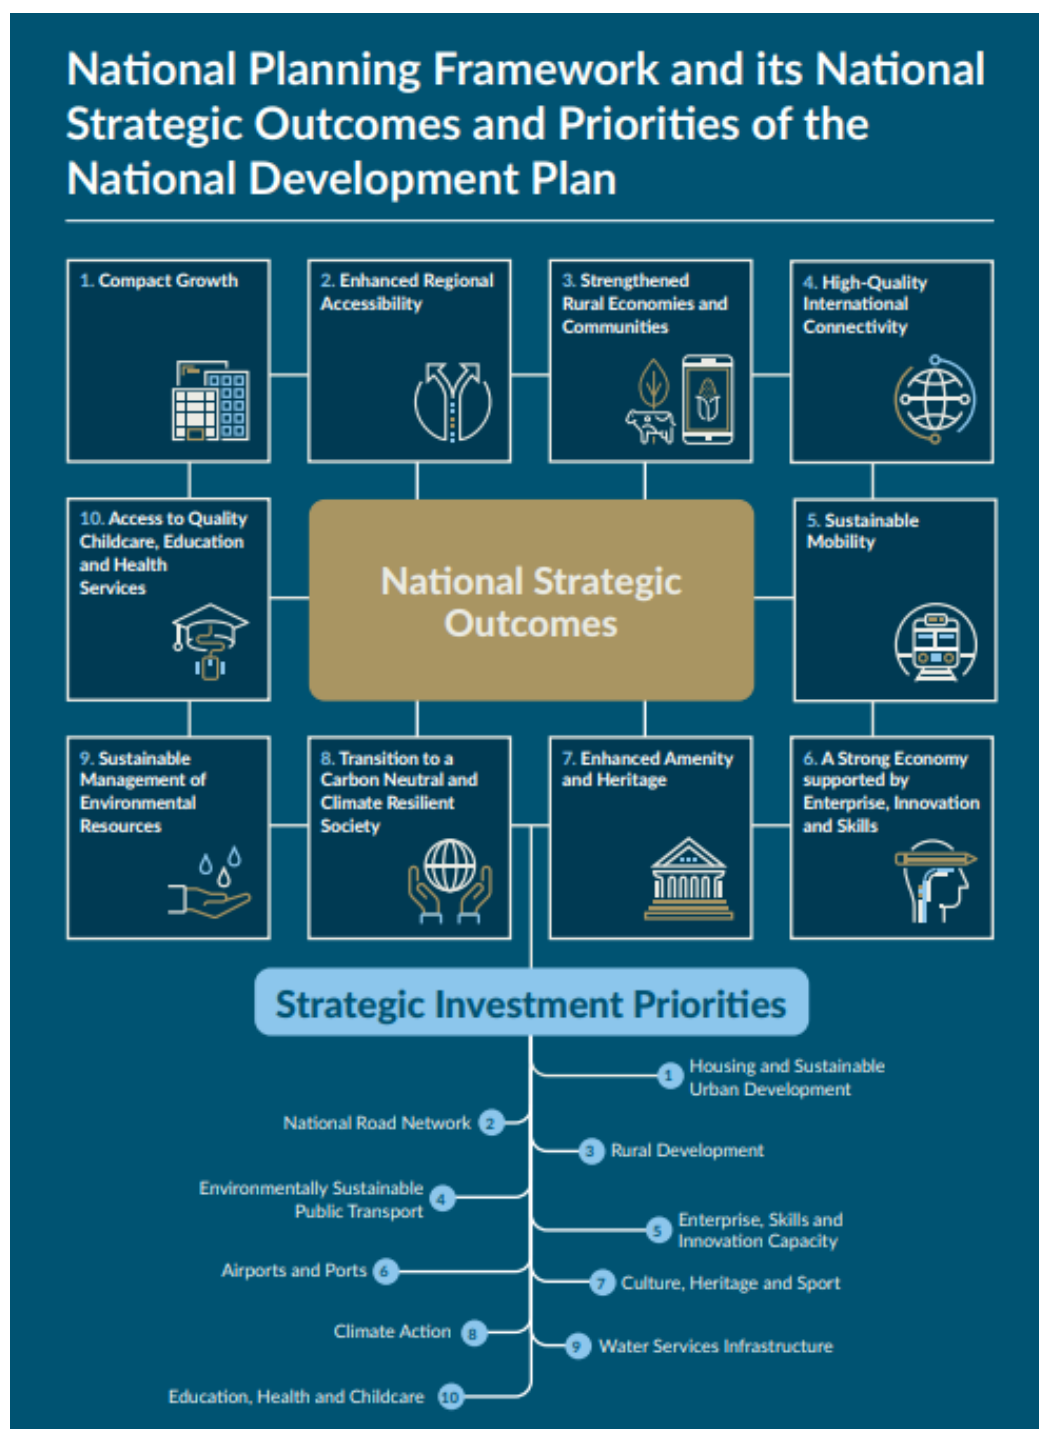 National Planning Framework and its National
Strategic Outcomes and Priorities of the
National Development Plan
1. Compact Growth
2. Enhanced Regional
Accessibility
3. Strengthened
Rural Economies and
Communities
4. High-Quality
International
Connectivity
10. Access to Quality
Childcare, Education
and Health
Services
National Strategic
Outcomes
5. Sustainable
Mobility
9. Sustainable
Management of
Environmental
Resources
8. Transition to a
Carbon Neutral and
Climate Resilient
Society
7. Enhanced Amenity
and Heritage
6. A Strong Economy
supported by
Enterprise, Innovation
and Skills
Strategic Investment Priorities
1 Housing and Sustainable
Urban Development
National Road Network 2
3 Rural Development
Environmentally Sustainable
Public Transport 4
5 Enterprise, Skills and
Innovation Capacity
Airports and Ports 6
7 Culture, Heritage and Sport
Climate Action 8
9 Water Services Infrastructure
Education, Health and Childcare 10